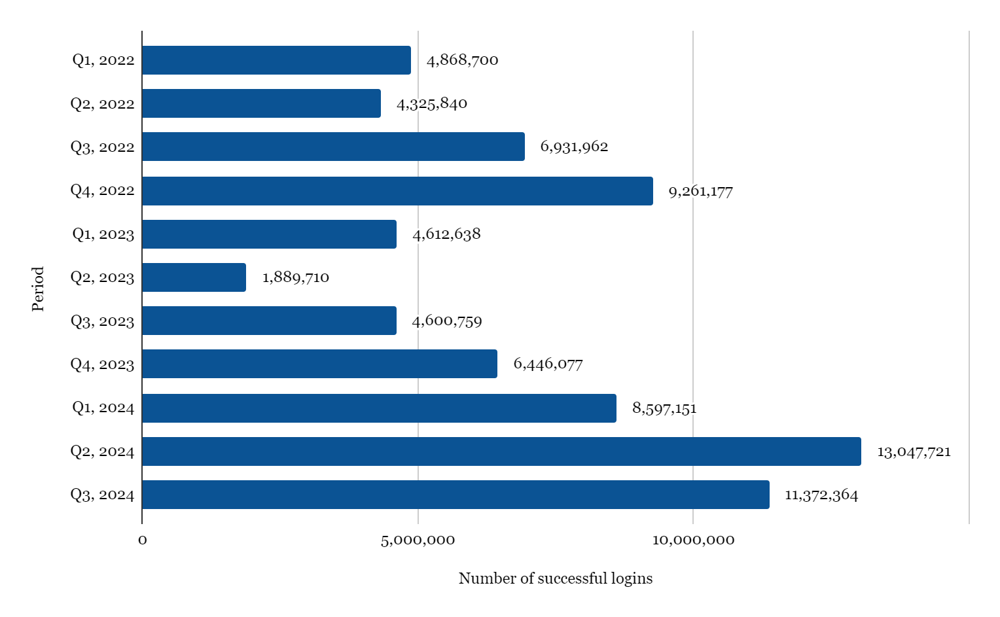 Q1, 2022 4,868,700
Q2, 2022 4,325,840
Q3, 2022 6,931,962
Q4, 2022 9,261,177
Q1, 2023 4,612,638
Q2, 2023 1,889,710
Q3, 2023 4,600,759
Q4, 2023 6,446,077
Q1, 2024 8,597,151
Q2, 2024 13,047,721
Q3, 2024 11,372,364
Period
0 5,000,000 10,000,000
Number of successful logins